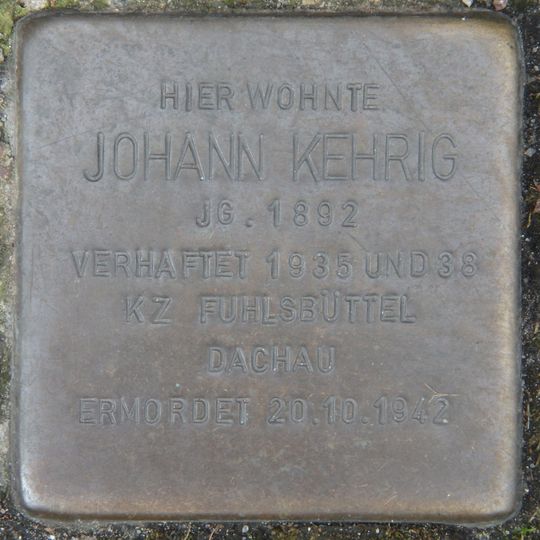 HIER WOHNTE
JOHANN KEHRIG
JG. 1892
VERHAFTET 1935 UND 38
KZ FUHLSBÜTTEL
DACHAU
ERMORDET 20.10.1942